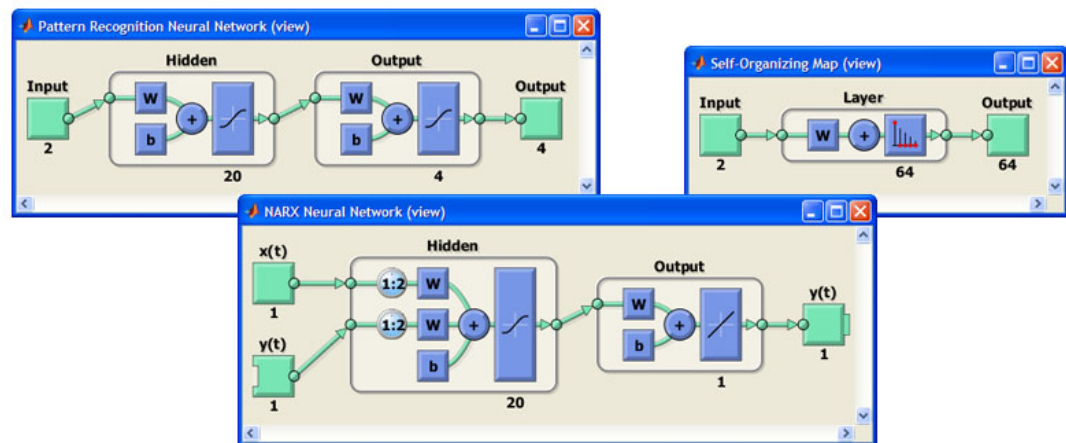 Pattern Recognition Neural Network (view)
Hidden
Output
Input
Output
W
W
+
+
b
b
2
4
20
4
Self-Organizing Map (view)
Layer
Input
Output
W
+
2
64
64
NARX Neural Network (view)
Hidden
x(t)
Output
1:2
W
y(t)
W
1
1:2
W
+
+
y(t)
b
b
1
1
20
1